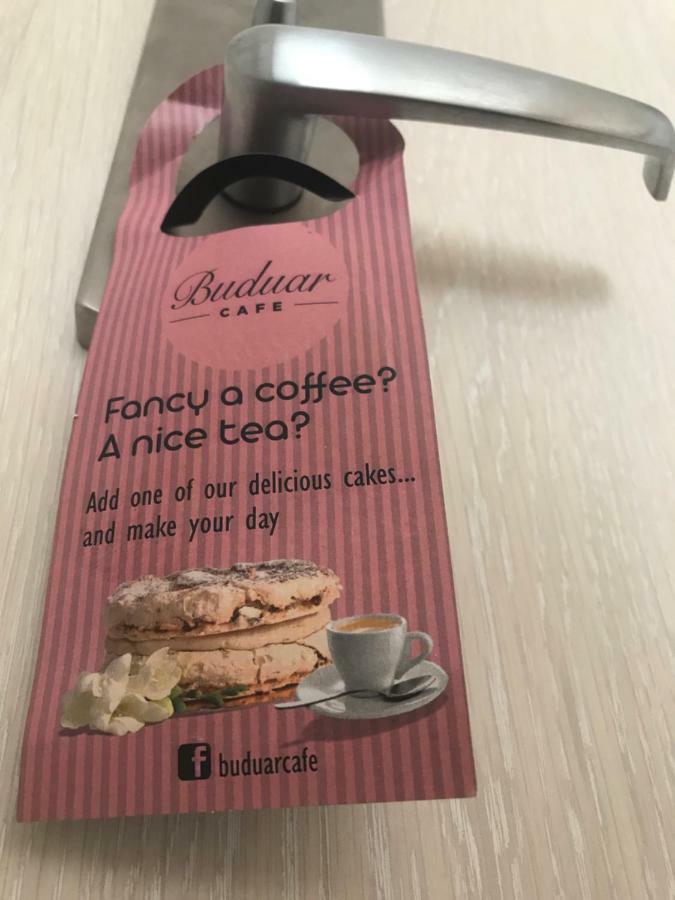 Buduar
CAFE
Fancy a coffee?
A nice tea?
Add one of our delicious cakes...
and make your day
f buduarcafe